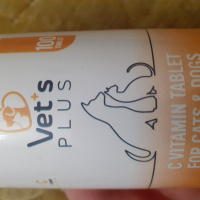 100
Vet's
PLUS
C VITAMIN TABLET
FOR CATS & DOGS